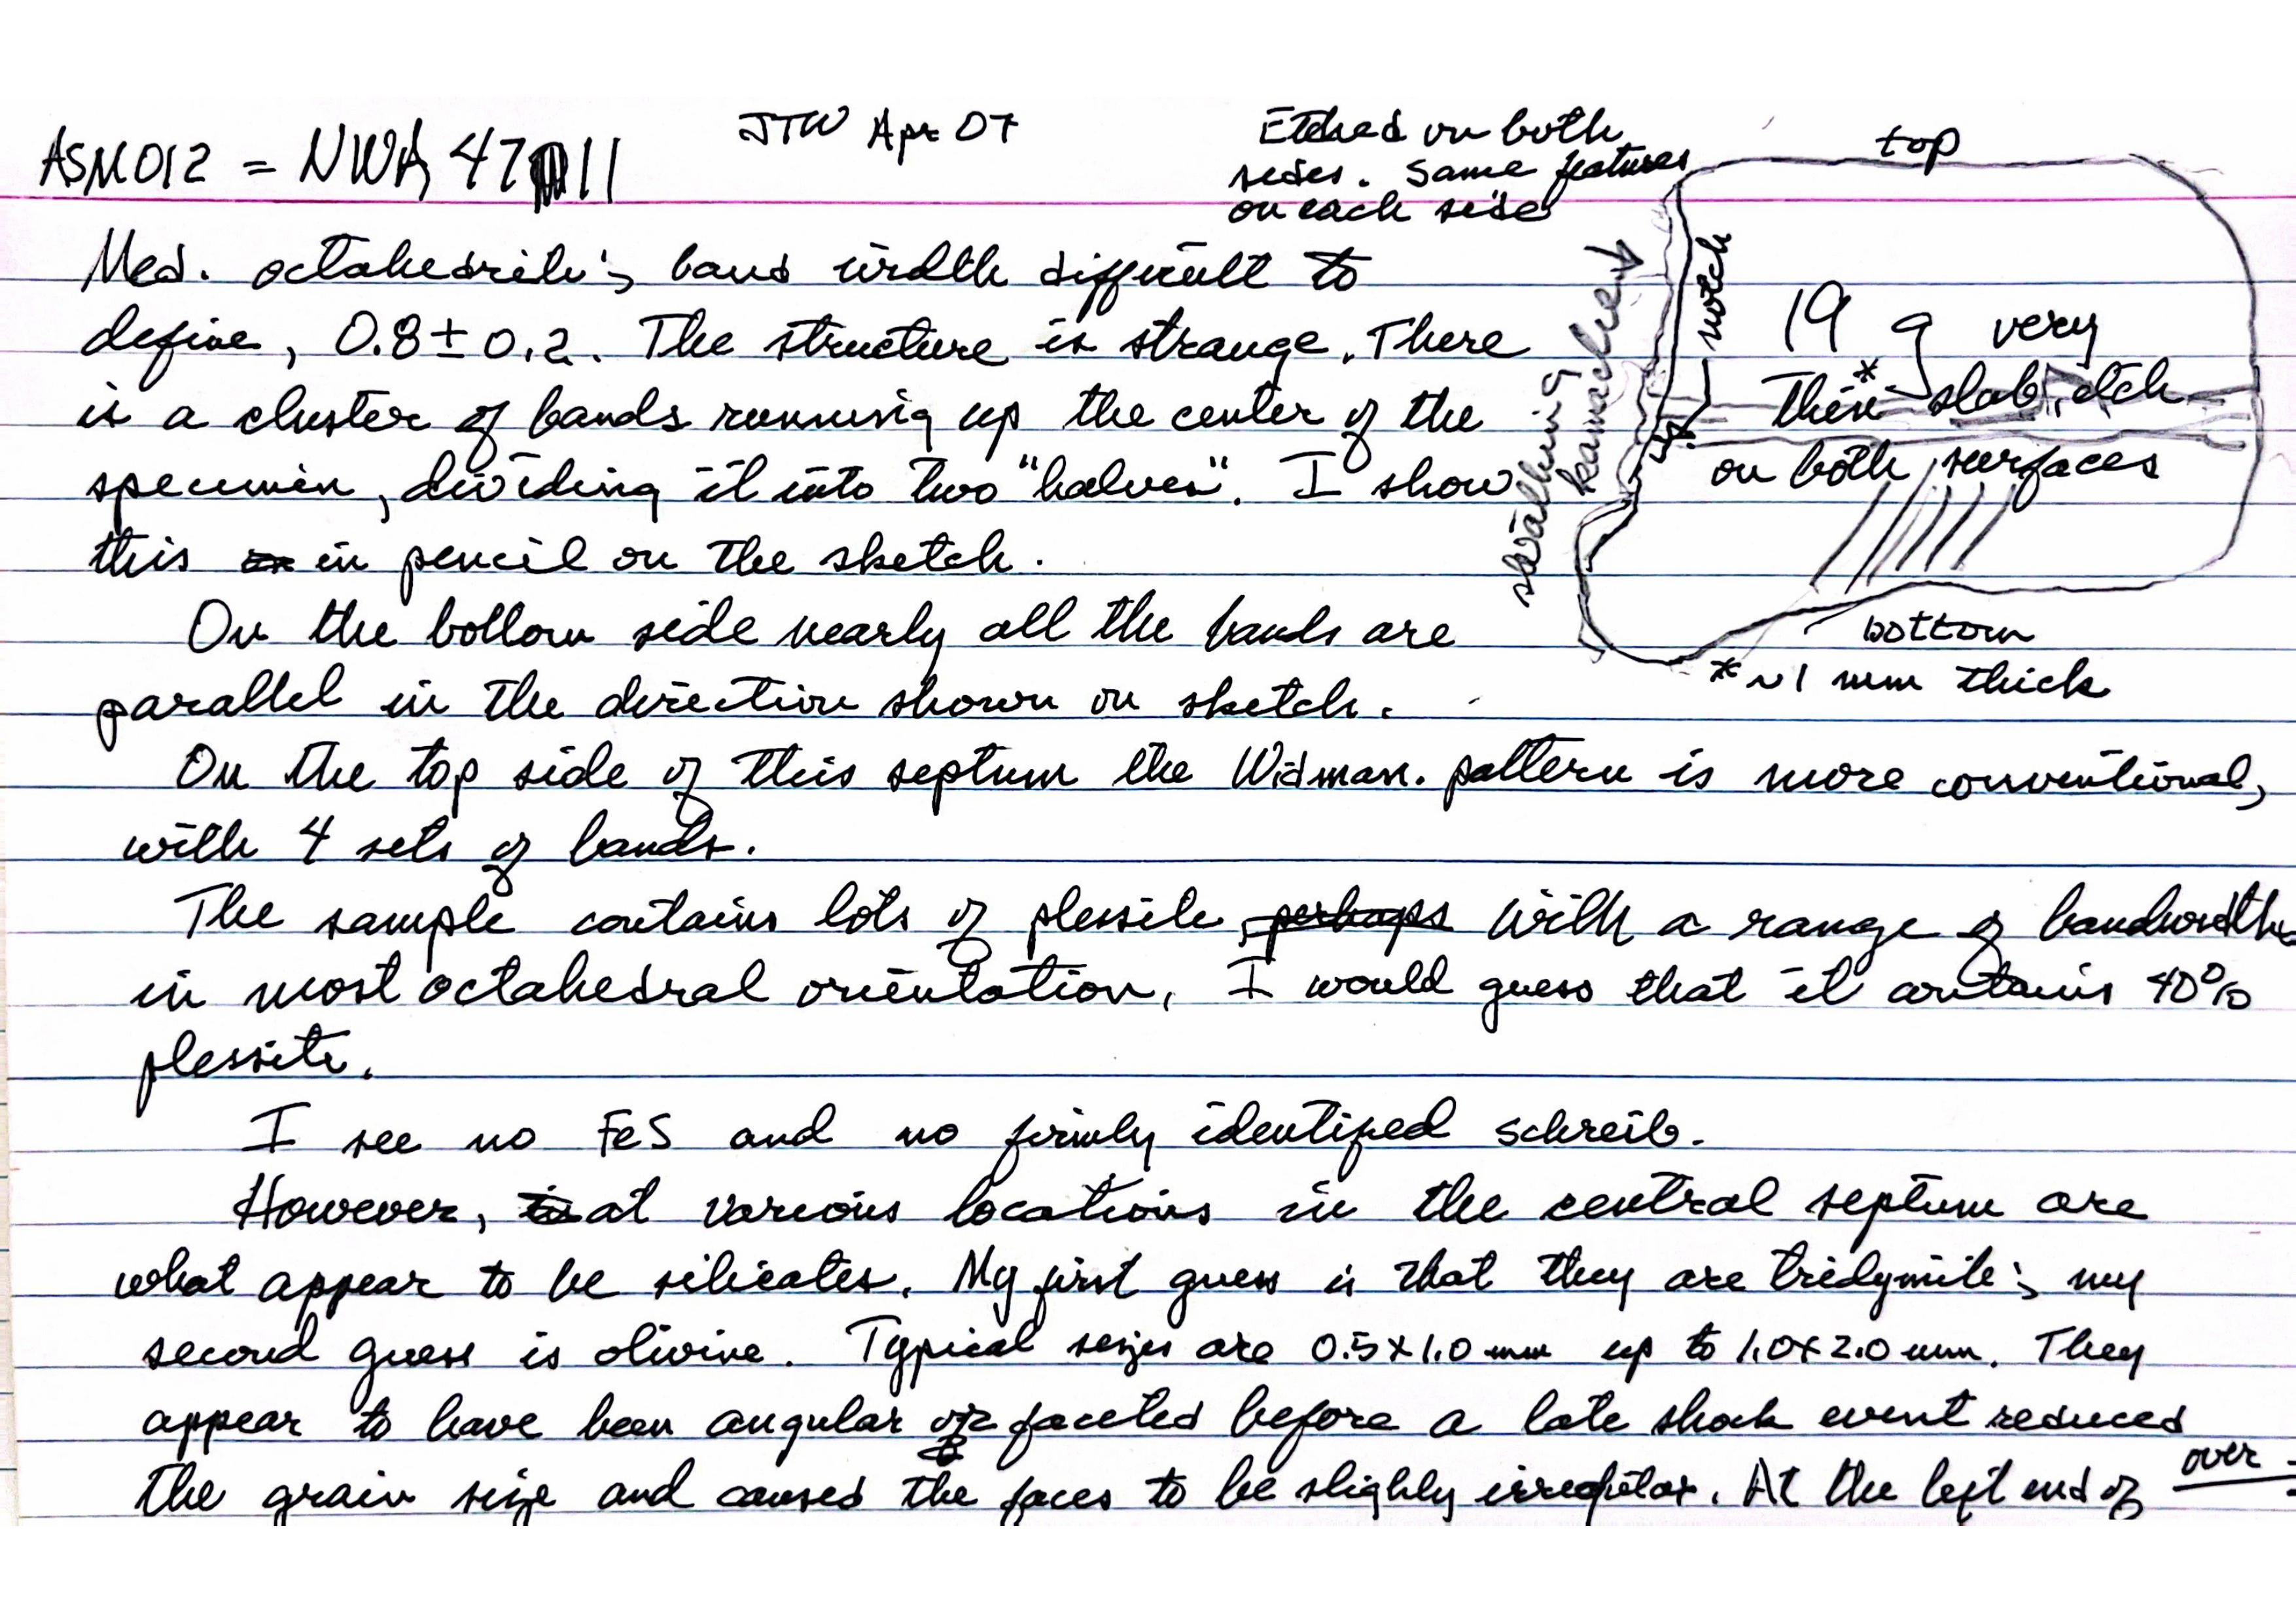 ASM012 = NWA 4711
JTW Apr 07
Etched on both
sides. Same features
on each side
Med. octahedrite; band width difficult to
define, 0.8±0.2. The structure is strange. There
is a cluster of bands running up the center of the
specimen, dividing it into two "halves". I show
this in pencil on the sketch.
top
notch
swathing
kamacite
19 g very
thin* slab, etch
on both surfaces
bottom
*~1 mm thick
On the bottom side nearly all the bands are
parallel in the direction shown on sketch.
On the top side of this septum the Widman. pattern is more conventional,
with 4 sets of bands.
The sample contains lots of plessite, perhaps with a range of bandwidths
in most octahedral orientation. I would guess that it contains 40%
plessite.
I see no FeS and no firmly identified schreib.
However, at various locations in the central septum are
what appear to be silicates. My first guess is that they are tridymite; my
second guess is olivine. Typical sizes are 0.5x1.0 mm up to 1.0x2.0 mm. They
appear to have been angular or faceted before a late shock event reduced
the grain size and caused the faces to be slighly irregular. At the left end of
over